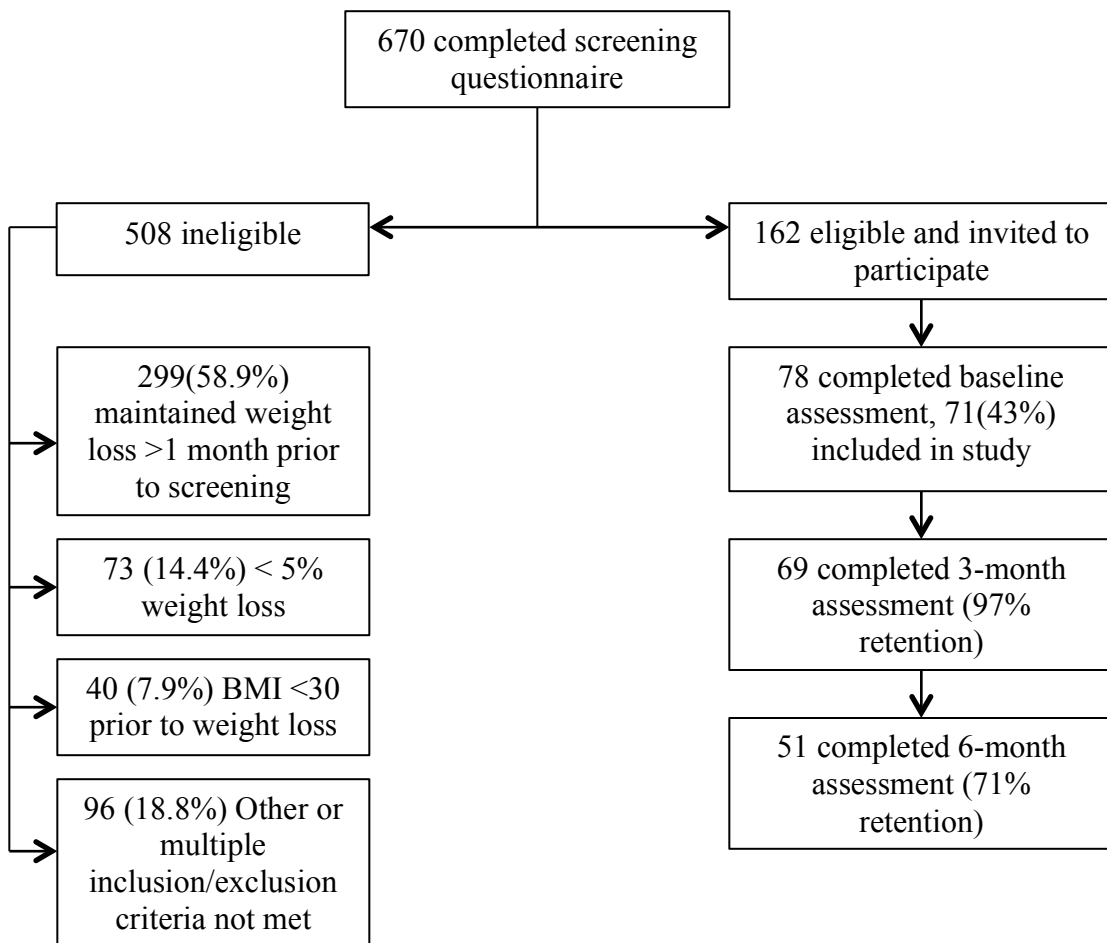 670 completed screening
questionnaire
508 ineligible
162 eligible and invited to
participate
299(58.9%)
maintained weight
loss >1 month prior
to screening
78 completed baseline
assessment, 71(43%)
included in study
73 (14.4%) < 5%
weight loss
69 completed 3-month
assessment (97%
retention)
40 (7.9%) BMI <30
prior to weight loss
51 completed 6-month
assessment (71%
retention)
96 (18.8%) Other or
multiple
inclusion/exclusion
criteria not met